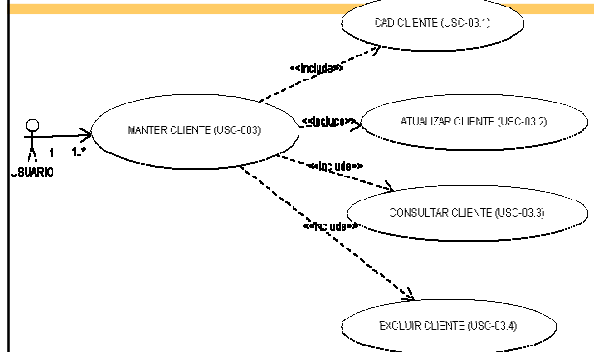 CAD CLIENTE (USC-03.1)
<<include>>
MANTER CLIENTE (USC-003)
<<include>>
ATUALIZAR CLIENTE (USC-03.2)
1 1..*
USUARIO
<<include>>
CONSULTAR CLIENTE (USC-03.3)
<<include>>
EXCLUIR CLIENTE (USC-03.4)